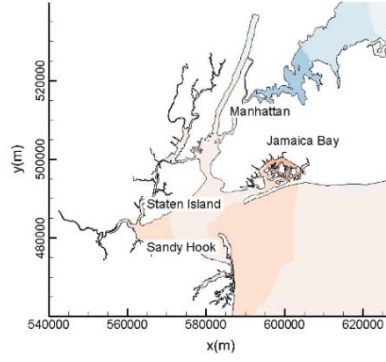 520000
500000
480000
y(m)
Manhattan
Jamaica Bay
Staten Island
Sandy Hook
540000 560000 580000 600000 620000
x(m)